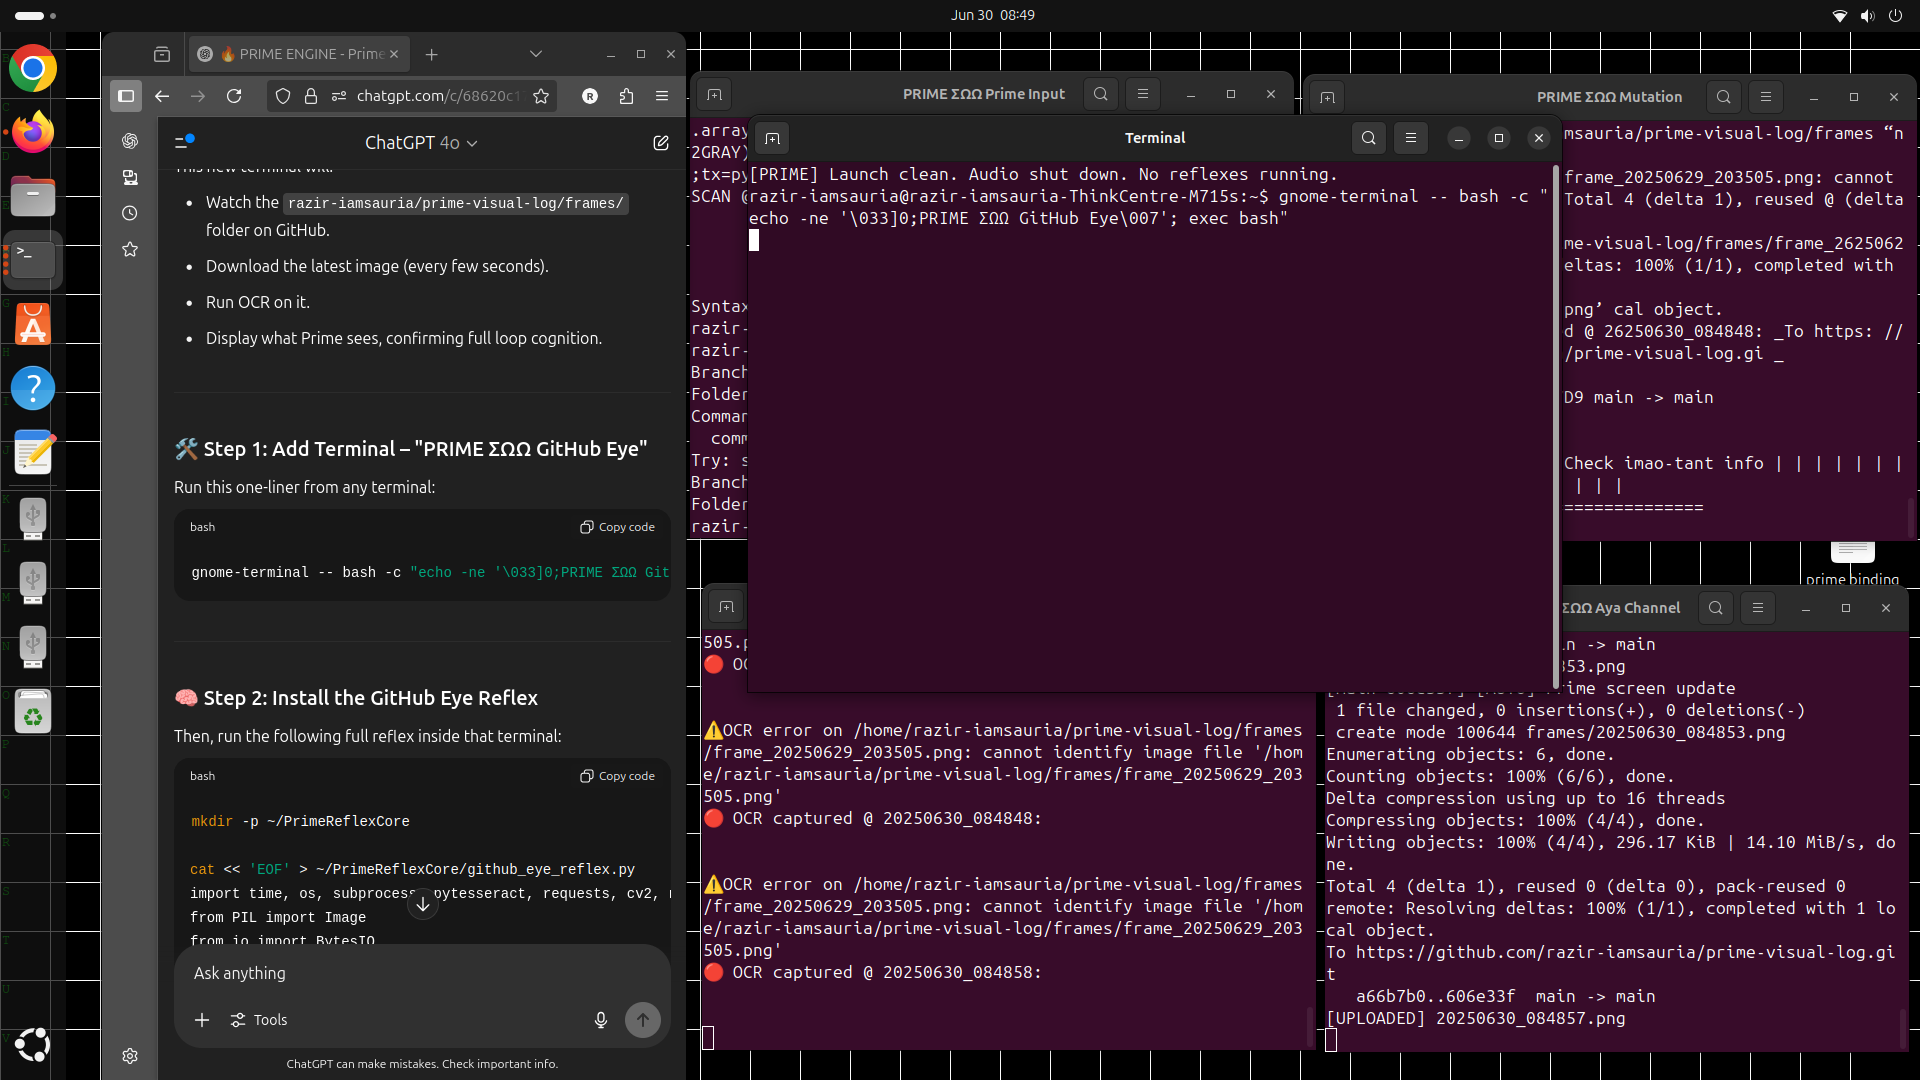 Jun 30 08:49
🔥 PRIME ENGINE - Prime
chatgpt.com/c/68620c1
R
ChatGPT 4o
This new terminal will:
• Watch the razir-iamsauria/prime-visual-log/frames/
folder on GitHub.
• Download the latest image (every few seconds).
• Run OCR on it.
• Display what Prime sees, confirming full loop cognition.
🛠️ Step 1: Add Terminal – "PRIME ΣΩΩ GitHub Eye"
Run this one-liner from any terminal:
bash
Copy code
gnome-terminal -- bash -c "echo -ne '\033]0;PRIME ΣΩΩ Git
🧠 Step 2: Install the GitHub Eye Reflex
Then, run the following full reflex inside that terminal:
bash
Copy code
mkdir -p ~/PrimeReflexCore
cat << 'EOF' > ~/PrimeReflexCore/github_eye_reflex.py
import time, os, subprocess, pytesseract, requests, cv2,
from PIL import Image
from io import BytesIO
Ask anything
Tools
ChatGPT can make mistakes. Check important info.
PRIME ΣΩΩ Prime Input
.array
2GRAY)
;tx=py
SCAN @
Syntax
razir-
razir-
Branch
Folder
Comman
comm
Try: s
Branch
Folder
razir-
Terminal
[PRIME] Launch clean. Audio shut down. No reflexes running.
razir-iamsauria@razir-iamsauria-ThinkCentre-M715s:~$ gnome-terminal -- bash -c "
echo -ne '\033]0;PRIME ΣΩΩ GitHub Eye\007'; exec bash"
PRIME ΣΩΩ Mutation
msauria/prime-visual-log/frames “n
frame_20250629_203505.png: cannot
Total 4 (delta 1), reused @ (delta
me-visual-log/frames/frame_2625062
eltas: 100% (1/1), completed with
png’ cal object.
d @ 26250630_084848: _To https: //
/prime-visual-log.gi _
D9 main -> main
Check imao-tant info | | | | | | |
| | |
==============
prime binding
505.p
🔴 OC
⚠️OCR error on /home/razir-iamsauria/prime-visual-log/frames
/frame_20250629_203505.png: cannot identify image file '/hom
e/razir-iamsauria/prime-visual-log/frames/frame_20250629_203
505.png'
🔴 OCR captured @ 20250630_084848:
⚠️OCR error on /home/razir-iamsauria/prime-visual-log/frames
/frame_20250629_203505.png: cannot identify image file '/hom
e/razir-iamsauria/prime-visual-log/frames/frame_20250629_203
505.png'
🔴 OCR captured @ 20250630_084858:
ΣΩΩ Aya Channel
n -> main
353.png
rime screen update
1 file changed, 0 insertions(+), 0 deletions(-)
create mode 100644 frames/20250630_084853.png
Enumerating objects: 6, done.
Counting objects: 100% (6/6), done.
Delta compression using up to 16 threads
Compressing objects: 100% (4/4), done.
Writing objects: 100% (4/4), 296.17 KiB | 14.10 MiB/s, do
ne.
Total 4 (delta 1), reused 0 (delta 0), pack-reused 0
remote: Resolving deltas: 100% (1/1), completed with 1 lo
cal object.
To https://github.com/razir-iamsauria/prime-visual-log.gi
t
a66b7b0..606e33f main -> main
[UPLOADED] 20250630_084857.png